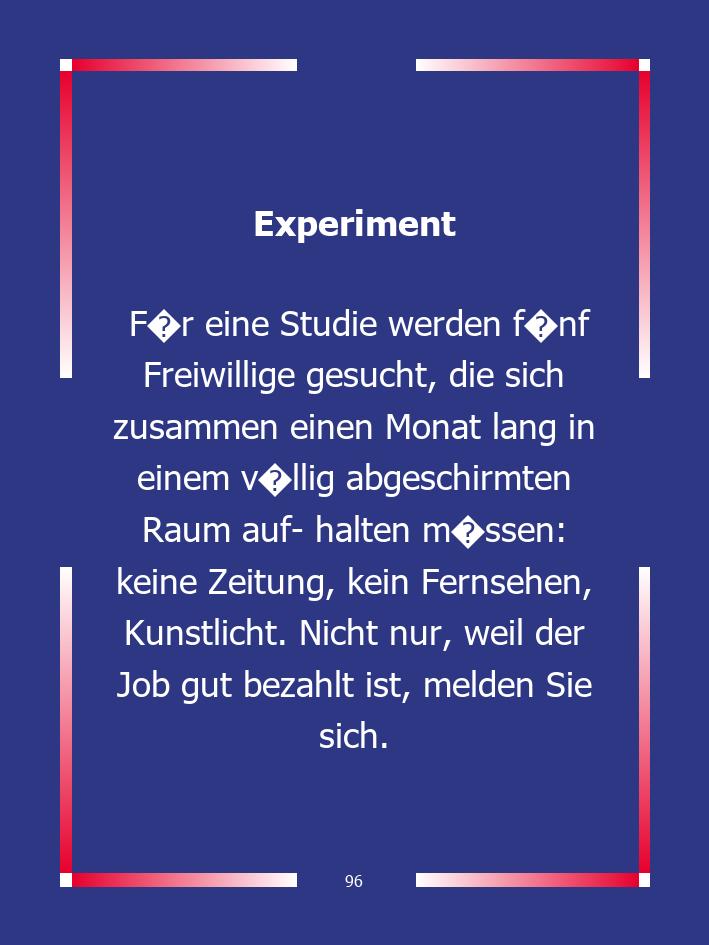 Experiment
F�r eine Studie werden f�nf
Freiwillige gesucht, die sich
zusammen einen Monat lang in
einem v�llig abgeschirmten
Raum auf- halten m�ssen:
keine Zeitung, kein Fernsehen,
Kunstlicht. Nicht nur, weil der
Job gut bezahlt ist, melden Sie
sich.
96